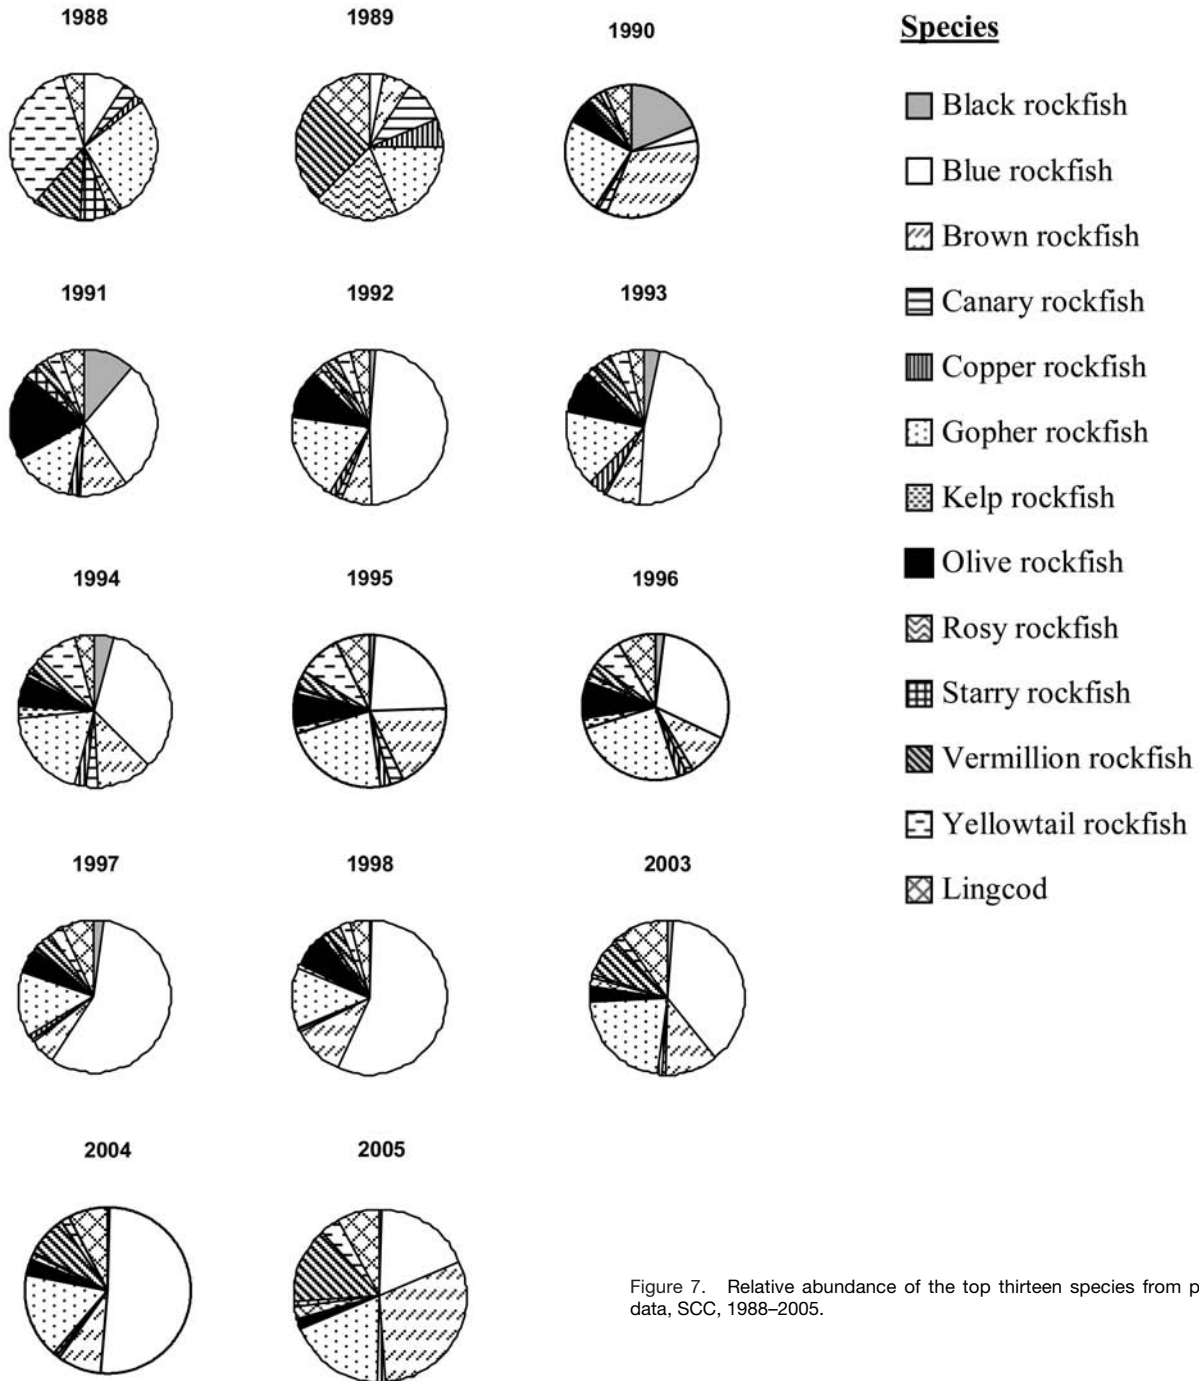 1988
1989
1990
Species
Black rockfish
Blue rockfish
Brown rockfish
Canary rockfish
Copper rockfish
Gopher rockfish
Kelp rockfish
Olive rockfish
Rosy rockfish
Starry rockfish
Vermillion rockfish
Yellowtail rockfish
Lingcod
1991
1992
1993
1994
1995
1996
1997
1998
2003
2004
2005
Figure 7. Relative abundance of the top thirteen species from p
data, SCC, 1988–2005.